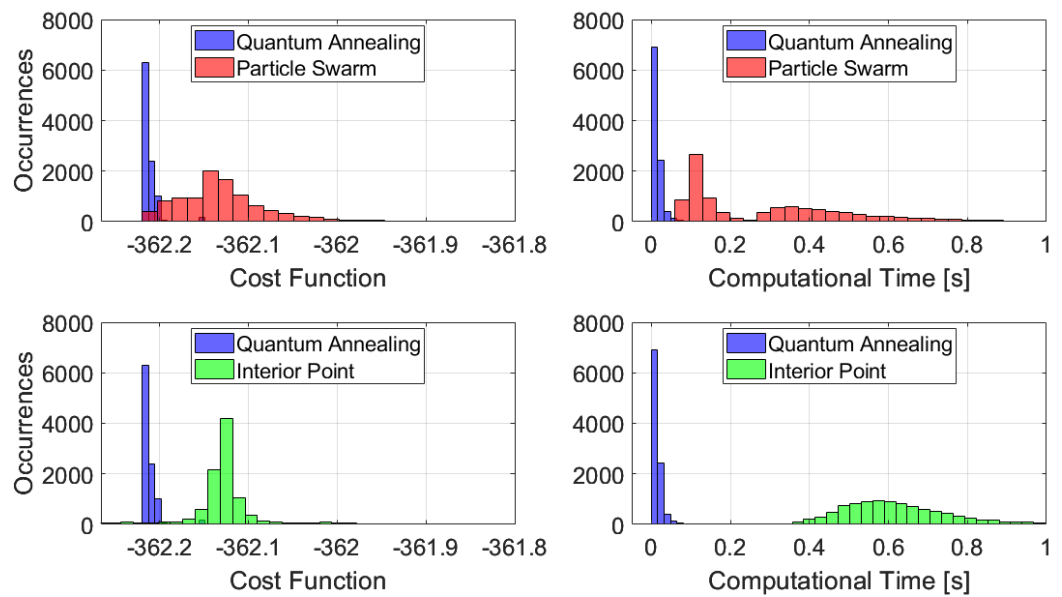 8000
6000
4000
2000
0
Occurrences
Quantum Annealing
Particle Swarm
-362.2 -362.1 -362 -361.9 -361.8
Cost Function
8000
6000
4000
2000
0
Quantum Annealing
Particle Swarm
0 0.2 0.4 0.6 0.8 1
Computational Time [s]
8000
6000
4000
2000
0
Occurrences
Quantum Annealing
Interior Point
-362.2 -362.1 -362 -361.9 -361.8
Cost Function
8000
6000
4000
2000
0
Quantum Annealing
Interior Point
0 0.2 0.4 0.6 0.8 1
Computational Time [s]